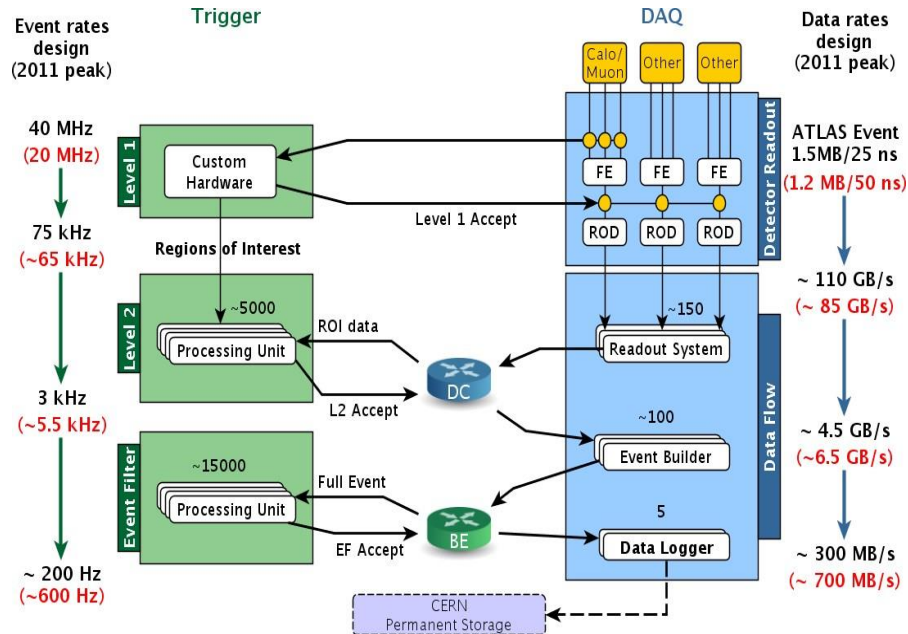 Event rates
design
(2011 peak)
Trigger
DAQ
Data rates
design
(2011 peak)
Calo/
Muon
Other
Other
40 MHz
(20 MHz)
Level 1
Custom
Hardware
FE
FE
FE
Level 1 Accept
ROD
ROD
ROD
Detector Readout
ATLAS Event
1.5MB/25 ns
(1.2 MB/50 ns)
75 kHz
(~65 kHz)
Regions of Interest
~ 110 GB/s
(~ 85 GB/s)
Level 2
~5000
Processing Unit
ROI data
L2 Accept
DC
~150
Readout System
3 kHz
(~5.5 kHz)
~100
Event Builder
Data Flow
~ 4.5 GB/s
(~6.5 GB/s)
Event Filter
~15000
Processing Unit
Full Event
EF Accept
BE
5
Data Logger
~ 200 Hz
(~600 Hz)
~ 300 MB/s
(~ 700 MB/s)
CERN
Permanent Storage